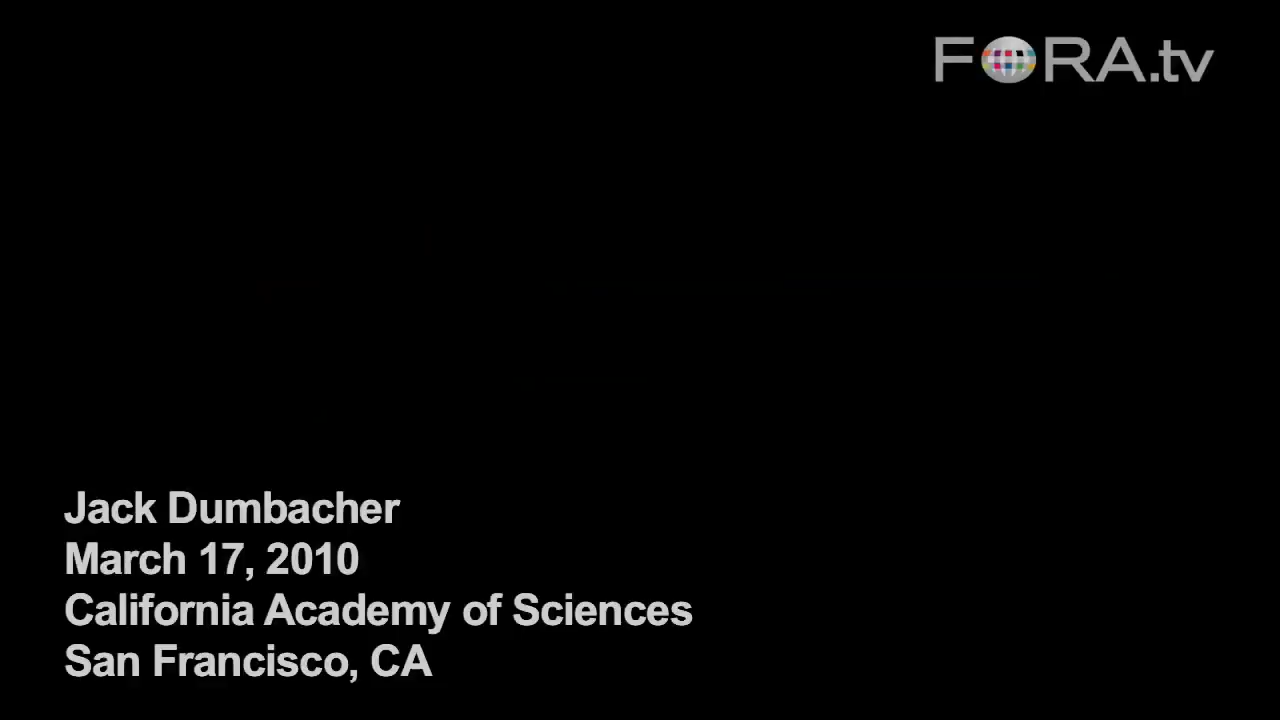 FORA.tv
Jack Dumbacher
March 17, 2010
California Academy of Sciences
San Francisco, CA